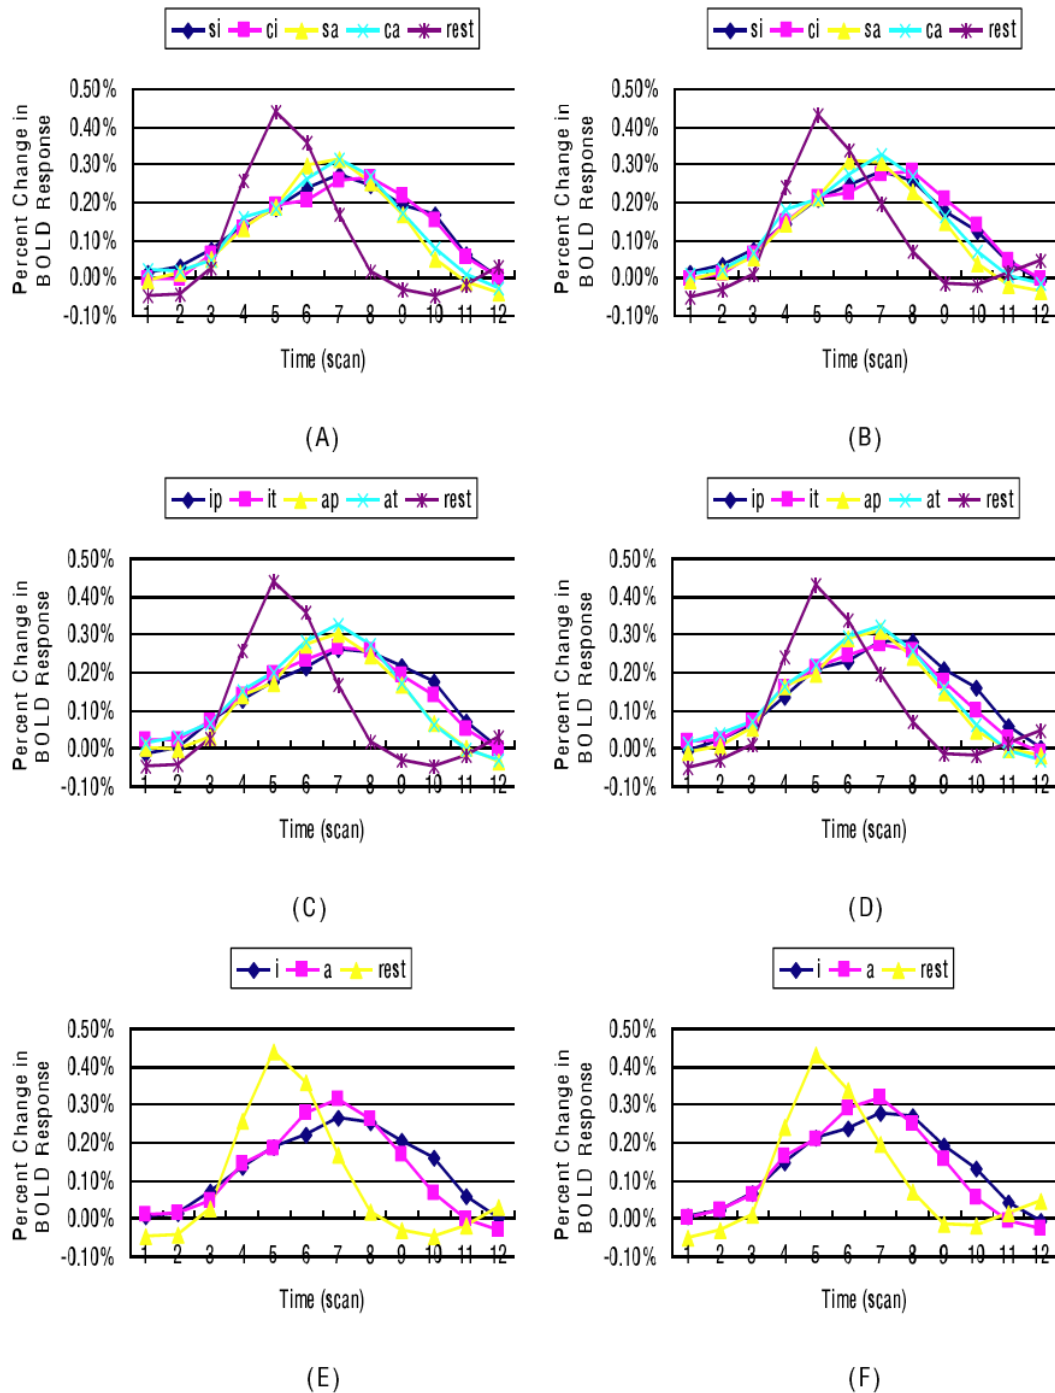 si ci sa ca rest
0.50%
0.40%
0.30%
0.20%
0.10%
0.00%
-0.10%
Percent Change in
BOLD Response
1 2 3 4 5 6 7 8 9 10 11 12
Time (scan)
(A)
si ci sa ca rest
0.50%
0.40%
0.30%
0.20%
0.10%
0.00%
-0.10%
Percent Change in
BOLD Response
1 2 3 4 5 6 7 8 9 10 11 12
Time (scan)
(B)
ip it ap at rest
0.50%
0.40%
0.30%
0.20%
0.10%
0.00%
-0.10%
Percent Change in
BOLD Response
1 2 3 4 5 6 7 8 9 10 11 12
Time (scan)
(C)
ip it ap at rest
0.50%
0.40%
0.30%
0.20%
0.10%
0.00%
-0.10%
Percent Change in
BOLD Response
1 2 3 4 5 6 7 8 9 10 11 12
Time (scan)
(D)
i a rest
0.50%
0.40%
0.30%
0.20%
0.10%
0.00%
-0.10%
Percent Change in
BOLD Response
1 2 3 4 5 6 7 8 9 10 11 12
Time (scan)
(E)
i a rest
0.50%
0.40%
0.30%
0.20%
0.10%
0.00%
-0.10%
Percent Change in
BOLD Response
1 2 3 4 5 6 7 8 9 10 11 12
Time (scan)
(F)